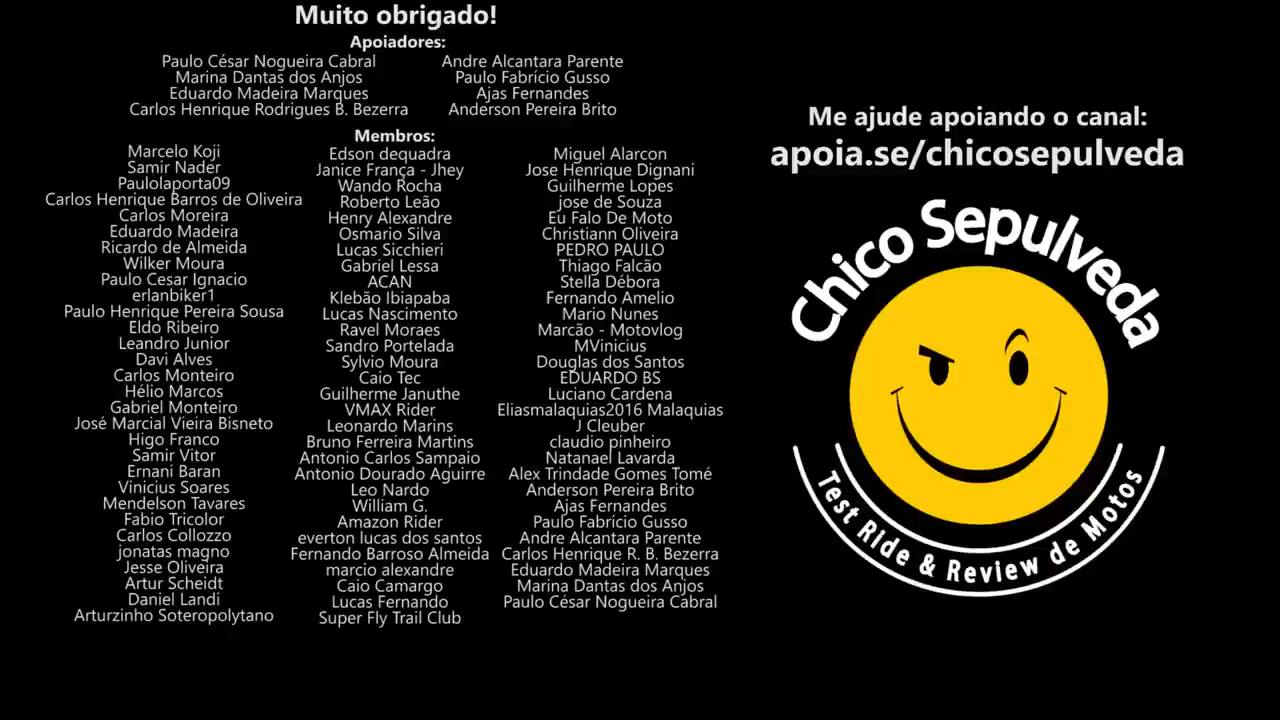 Muito obrigado!
Apoiadores:
Paulo César Nogueira Cabral
Marina Dantas dos Anjos
Eduardo Madeira Marques
Carlos Henrique Rodrigues B. Bezerra
Andre Alcantara Parente
Paulo Fabrício Gusso
Ajas Fernandes
Anderson Pereira Brito
Membros:
Marcelo Koji
Samir Nader
Paulolaporta09
Carlos Henrique Barros de Oliveira
Carlos Moreira
Eduardo Madeira
Ricardo de Almeida
Wilker Moura
Paulo Cesar Ignacio
erlanbiker1
Paulo Henrique Pereira Sousa
Eldo Ribeiro
Leandro Junior
Davi Alves
Carlos Monteiro
Hélio Marcos
Gabriel Monteiro
José Marcial Vieira Bisneto
Higo Franco
Samir Vitor
Ernani Baran
Vinicius Soares
Mendelson Tavares
Fabio Tricolor
Carlos Collozzo
jonatas magno
Jesse Oliveira
Artur Scheidt
Daniel Landi
Arturzinho Soteropolytano
Edson dequadra
Janice França - Jhey
Wando Rocha
Roberto Leão
Henry Alexandre
Osmario Silva
Lucas Sicchieri
Gabriel Lessa
ACAN
Klebão Ibiapaba
Lucas Nascimento
Ravel Moraes
Sandro Portelada
Sylvio Moura
Caio Tec
Guilherme Januthe
VMAX Rider
Leonardo Marins
Bruno Ferreira Martins
Antonio Carlos Sampaio
Antonio Dourado Aguirre
Leo Nardo
William G.
Amazon Rider
everton lucas dos santos
Fernando Barroso Almeida
marcio alexandre
Caio Camargo
Lucas Fernando
Super Fly Trail Club
Miguel Alarcon
Jose Henrique Dignani
Guilherme Lopes
jose de Souza
Eu Falo De Moto
Christiann Oliveira
PEDRO PAULO
Thiago Falcão
Stella Débora
Fernando Amelio
Mario Nunes
Marcão - Motovlog
MVinicius
Douglas dos Santos
EDUARDO BS
Luciano Cardena
Eliasmalaquias2016 Malaquias
J Cleuber
claudio pinheiro
Natanael Lavarda
Alex Trindade Gomes Tomé
Anderson Pereira Brito
Ajas Fernandes
Paulo Fabrício Gusso
Andre Alcantara Parente
Carlos Henrique R. B. Bezerra
Eduardo Madeira Marques
Marina Dantas dos Anjos
Paulo César Nogueira Cabral
Me ajude apoiando o canal:
apoia.se/chicosepulveda
Chico Sepulveda
Test Ride & Review de Motos